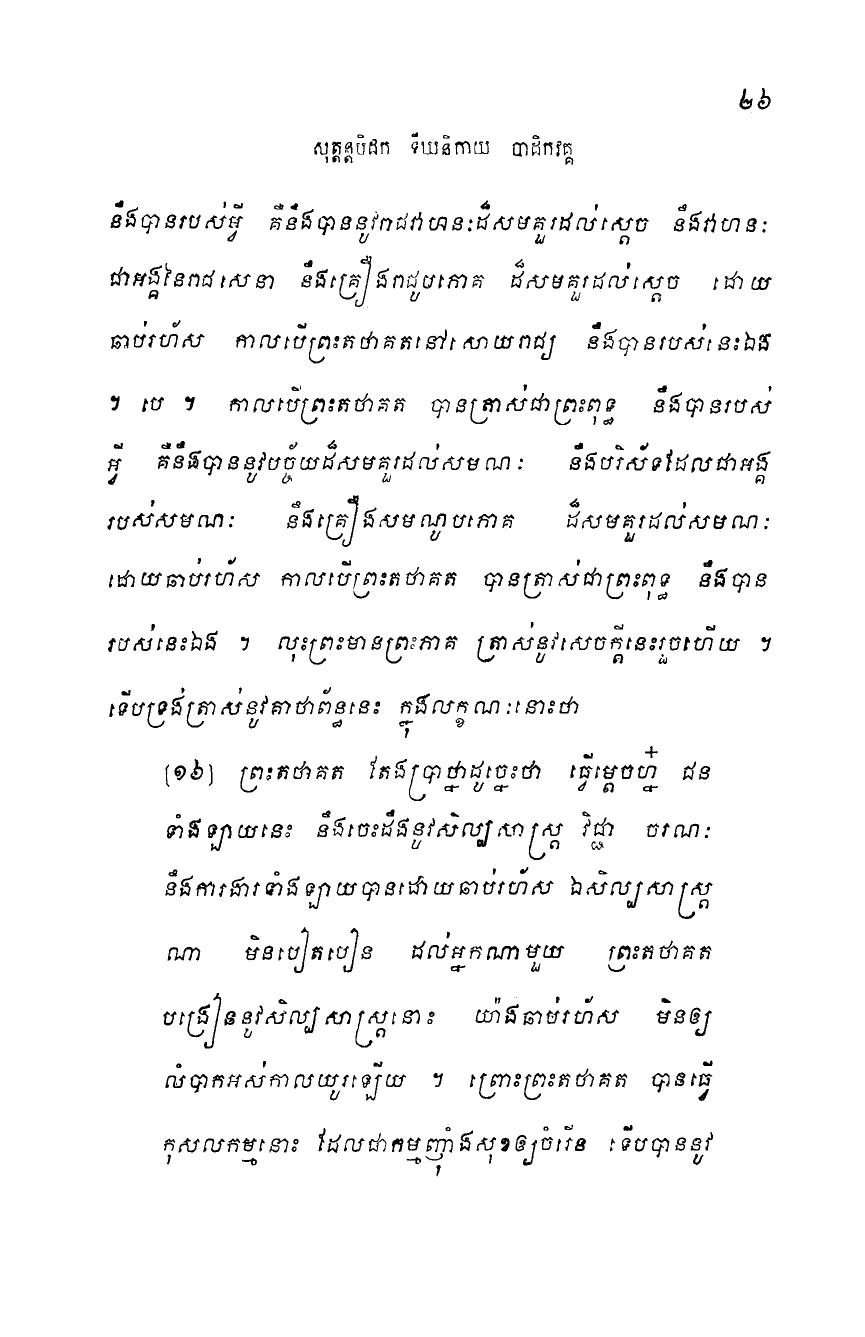 ២៦
សុត្តន្តបិដក ទីឃនិកាយ បាដិកវគ្គ
នឹងបានរបស់អ្វី គឺនឹងបាននូវរាជវាហនៈដ៏សមគួរដល់ស្តេច នឹងវាហនៈ
ជាអង្គនៃរាជសេនា នឹងគ្រឿងរាជូបភោគ ដ៏សមគួរដល់ស្តេច ដោយ
ឆាប់រហ័ស កាលបើព្រះតថាគតនៅសោយរាជ្យ នឹងបានរបស់នេះឯង
។ បេ ។ កាលបើព្រះតថាគត បានត្រាស់ជាព្រះពុទ្ធ នឹងបានរបស់
អ្វី គឺនឹងបាននូវបច្ច័យដ៏សមគួរដល់សមណៈ នឹងបរិស័ទដែលជាអង្គ
របស់សមណៈ នឹងគ្រឿងសមណូបភោគ ដ៏សមគួរដល់សមណៈ
ដោយឆាប់រហ័ស កាលបើព្រះតថាគត បានត្រាស់ជាព្រះពុទ្ធ នឹងបាន
របស់នេះឯង ។ លុះព្រះមានព្រះភាគ ត្រាស់នូវសេចក្តីនេះរួចហើយ ។
ទើបទ្រង់ត្រាស់នូវគាថាព័ន្ធនេះ ក្នុងលក្ខណៈនោះថា
(១៦) ព្រះតថាគត តែងប្រាថ្នាដូច្នេះថា ធ្វើម្តេចហ្ន៎ ជន
ទាំងឡាយនេះ នឹងចេះដឹងនូវសិល្បសាស្ត្រ វិជ្ជា ចរណៈ
នឹងការងារទាំងឡាយបានដោយឆាប់រហ័ស ឯសិល្បសាស្ត្រ
ណា មិនបៀតបៀន ដល់អ្នកណាមួយ ព្រះតថាគត
បង្រៀននូវសិល្បសាស្ត្រនោះ យ៉ាងឆាប់រហ័ស មិនឲ្យ
លំបាកអស់កាលយូរឡើយ ។ ព្រោះព្រះតថាគត បានធ្វើ
កុសលកម្មនោះ ដែលជាកម្មញ៉ាំងសុខឲ្យចំរើន ទើបបាននូវ